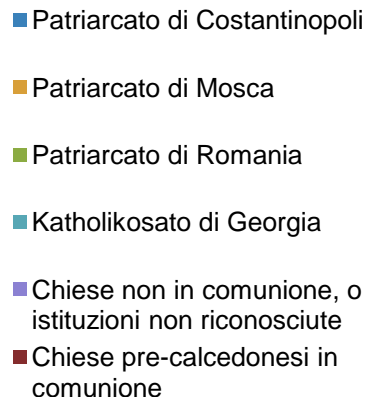 Patriarcato di Costantinopoli
Patriarcato di Mosca
Patriarcato di Romania
Katholikosato di Georgia
Chiese non in comunione, o
istituzioni non riconosciute
Chiese pre-calcedonesi in
comunione